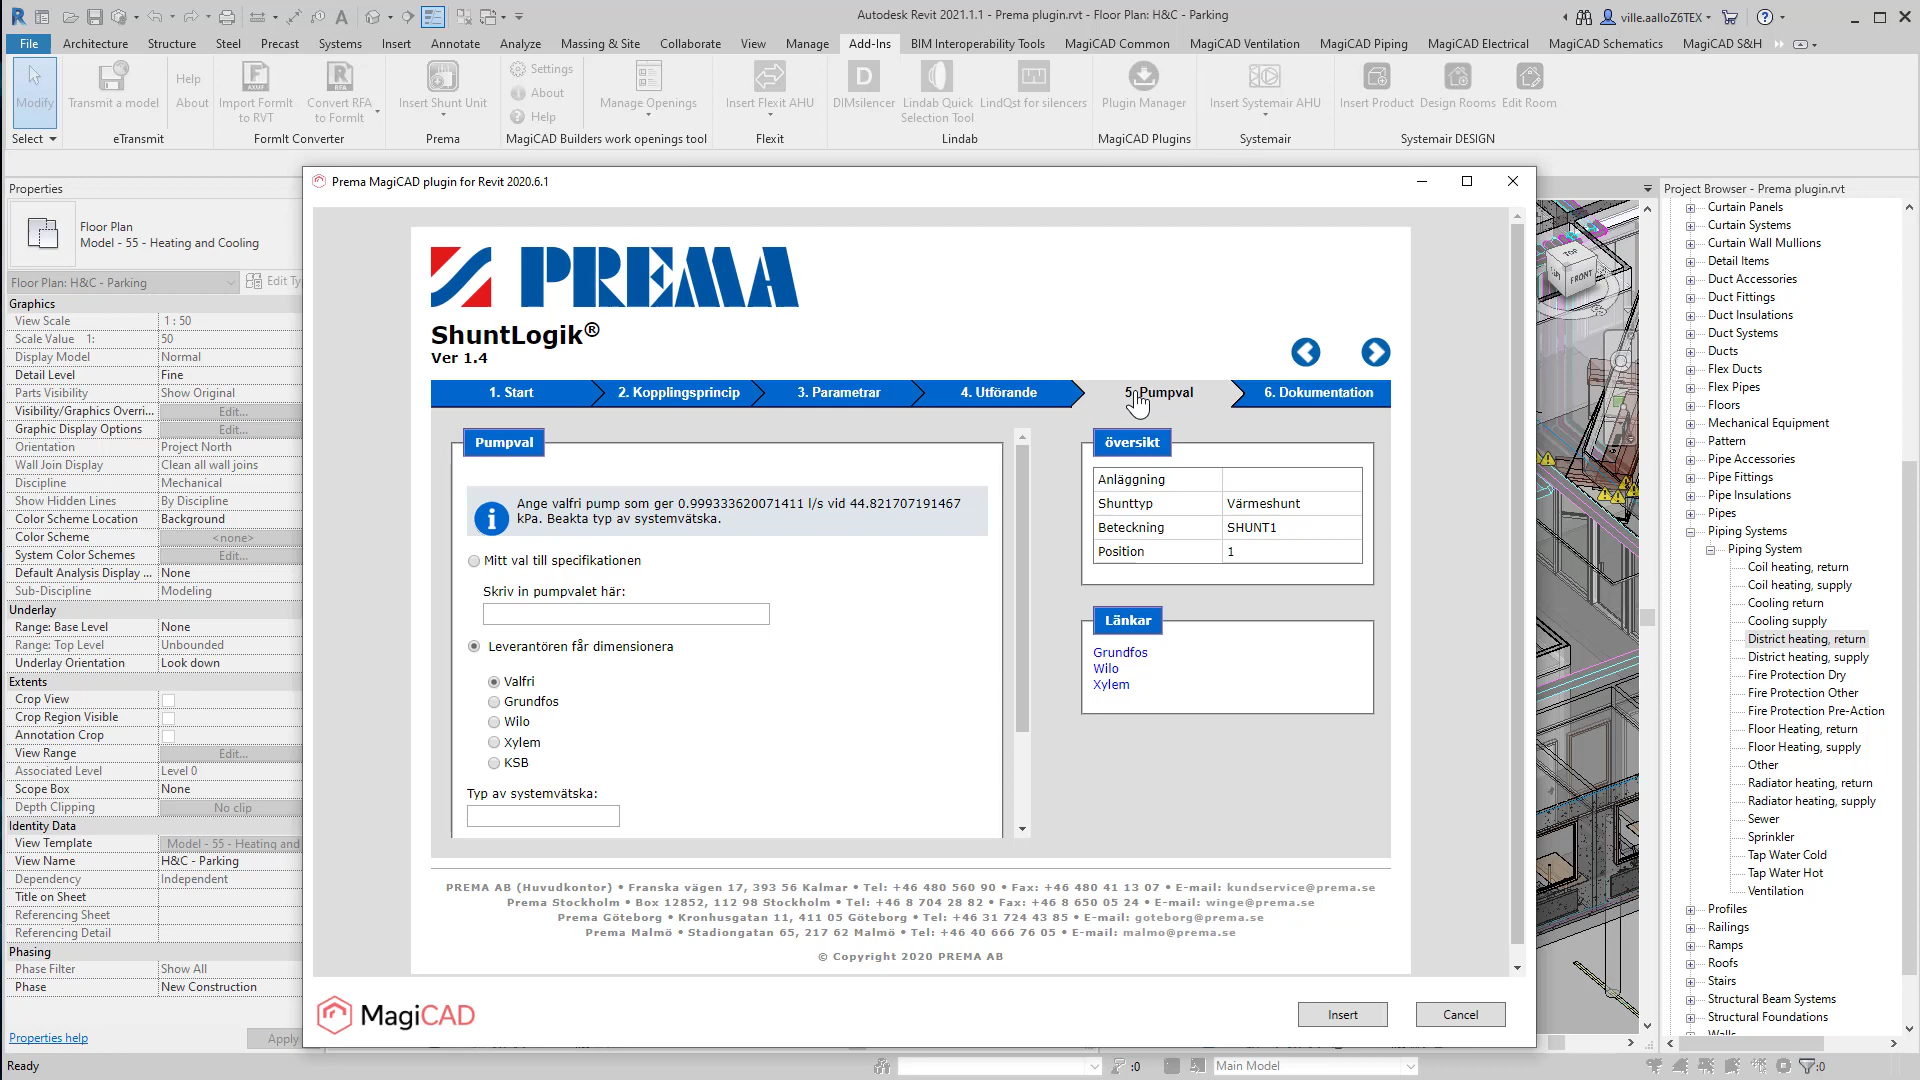 Autodesk Revit 2021.1.1 - Prema plugin.rvt - Floor Plan: H&C - Parking
ville.aalloZ6TEX
File Architecture Structure Steel Precast Systems Insert Annotate Analyze Massing & Site Collaborate View Manage Add-Ins BIM Interoperability Tools MagiCAD Common MagiCAD Ventilation MagiCAD Piping MagiCAD Electrical MagiCAD Schematics MagiCAD S&H
Modify
Select
Transmit a model
Help
About
eTransmit
Import FormIt to RVT
Convert RFA to FormIt
FormIt Converter
Insert Shunt Unit
Prema
Settings
About
Help
Manage Openings
MagiCAD Builders work openings tool
Insert Flexit AHU
Flexit
DIMsilencer
Lindab Quick Selection Tool
LindQst for silencers
Lindab
Plugin Manager
MagiCAD Plugins
Insert Systemair AHU
Systemair
Insert Product
Design Rooms
Edit Room
Systemair DESIGN
Properties
Floor Plan
Model - 55 - Heating and Cooling
Floor Plan: H&C - Parking
Edit Ty
Graphics
View Scale 1 : 50
Scale Value 1: 50
Display Model Normal
Detail Level Fine
Parts Visibility Show Original
Visibility/Graphics Overri... Edit...
Graphic Display Options Edit...
Orientation Project North
Wall Join Display Clean all wall joins
Discipline Mechanical
Show Hidden Lines By Discipline
Color Scheme Location Background
Color Scheme <none>
System Color Schemes Edit...
Default Analysis Display ... None
Sub-Discipline Modeling
Underlay
Range: Base Level None
Range: Top Level Unbounded
Underlay Orientation Look down
Extents
Crop View
Crop Region Visible
Annotation Crop
View Range Edit...
Associated Level Level 0
Scope Box None
Depth Clipping No clip
Identity Data
View Template Model - 55 - Heating and
View Name H&C - Parking
Dependency Independent
Title on Sheet
Referencing Sheet
Referencing Detail
Phasing
Phase Filter Show All
Phase New Construction
Properties help
Apply
Ready
Prema MagiCAD plugin for Revit 2020.6.1
PREMA
ShuntLogik®
Ver 1.4
1. Start 2. Kopplingsprincip 3. Parametrar 4. Utförande 5. Pumpval 6. Dokumentation
Pumpval
Ange valfri pump som ger 0.999333620071411 l/s vid 44.821707191467
kPa. Beakta typ av systemvätska.
Mitt val till specifikationen
Skriv in pumpvalet här:
Leverantören får dimensionera
Valfri
Grundfos
Wilo
Xylem
KSB
Typ av systemvätska:
översikt
Anläggning
Shunttyp Värmeshunt
Beteckning SHUNT1
Position 1
Länkar
Grundfos
Wilo
Xylem
PREMA AB (Huvudkontor) • Franska vägen 17, 393 56 Kalmar • Tel: +46 480 560 90 • Fax: +46 480 41 13 07 • E-mail: kundservice@prema.se
Prema Stockholm • Box 12852, 112 98 Stockholm • Tel: +46 8 704 28 82 • Fax: +46 8 650 05 24 • E-mail: winge@prema.se
Prema Göteborg • Kronhusgatan 11, 411 05 Göteborg • Tel: +46 31 724 43 85 • E-mail: goteborg@prema.se
Prema Malmö • Stadiongatan 65, 217 62 Malmö • Tel: +46 40 666 76 05 • E-mail: malmo@prema.se
© Copyright 2020 PREMA AB
MagiCAD
Insert
Cancel
TOP
FRONT
Project Browser - Prema plugin.rvt
Curtain Panels
Curtain Systems
Curtain Wall Mullions
Detail Items
Duct Accessories
Duct Fittings
Duct Insulations
Duct Systems
Ducts
Flex Ducts
Flex Pipes
Floors
Mechanical Equipment
Pattern
Pipe Accessories
Pipe Fittings
Pipe Insulations
Pipes
Piping Systems
Piping System
Coil heating, return
Coil heating, supply
Cooling return
Cooling supply
District heating, return
District heating, supply
Fire Protection Dry
Fire Protection Other
Fire Protection Pre-Action
Floor Heating, return
Floor Heating, supply
Other
Radiator heating, return
Radiator heating, supply
Sewer
Sprinkler
Tap Water Cold
Tap Water Hot
Ventilation
Profiles
Railings
Ramps
Roofs
Stairs
Structural Beam Systems
Structural Foundations
Walls
:0
Main Model
:0